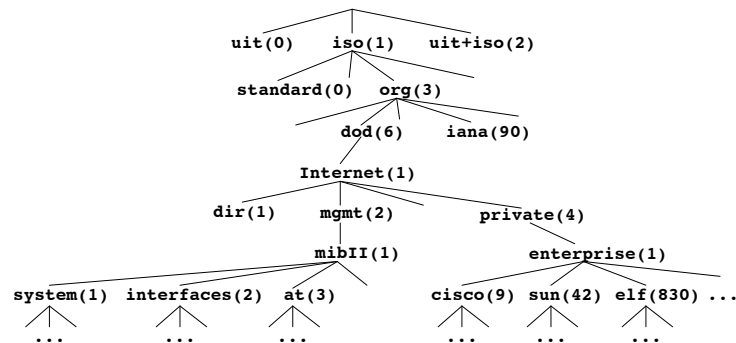 uit(0) iso(1) uit+iso(2)
standard(0) org(3)
dod(6) iana(90)
Internet(1)
dir(1) mgmt(2) private(4)
mibII(1) enterprise(1)
system(1) interfaces(2) at(3) cisco(9) sun(42) elf(830) ...
... ... ... ... ... ...